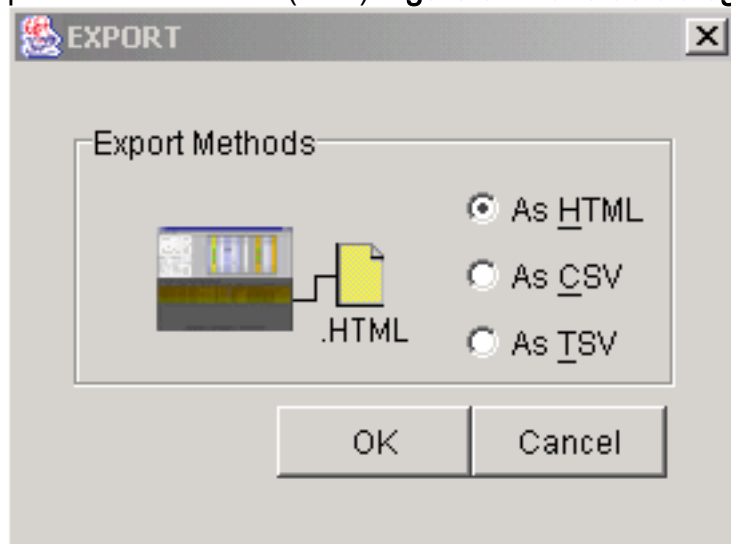 EXPORT
Export Methods
As HTML
As CSV
.HTML
As TSV
OK
Cancel